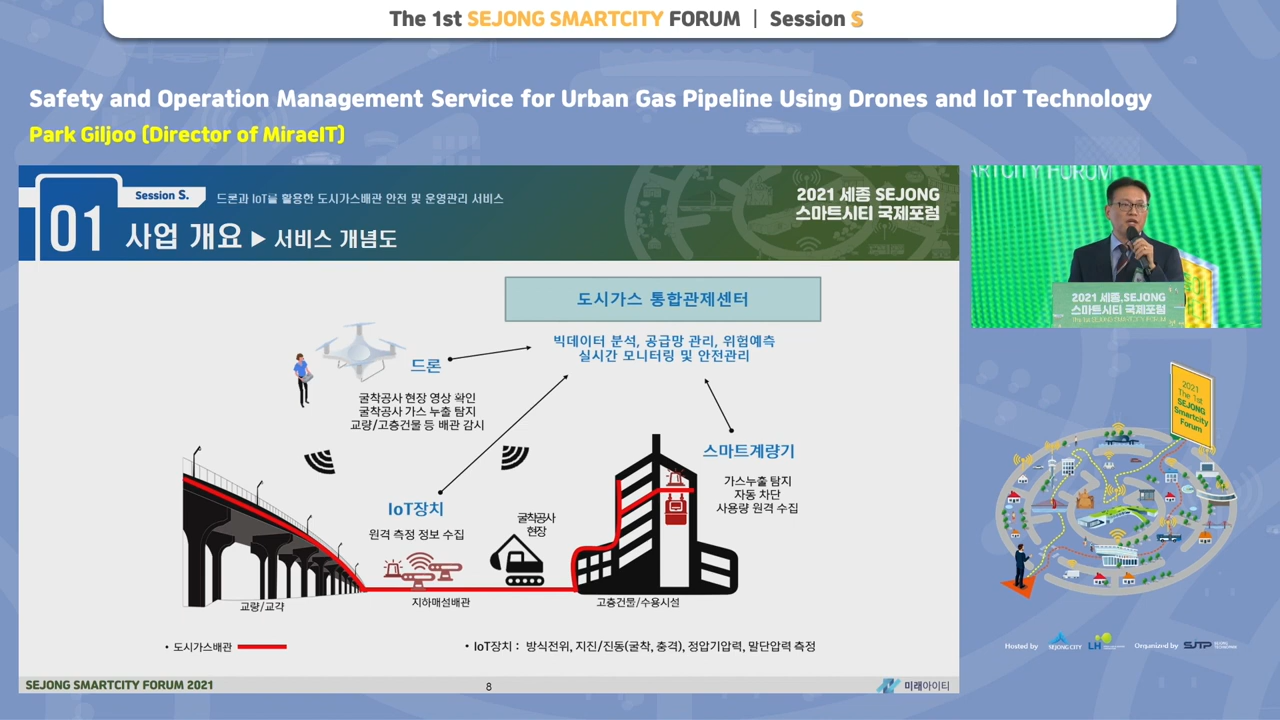 The 1st SEJONG SMARTCITY FORUM | Session S
Safety and Operation Management Service for Urban Gas Pipeline Using Drones and IoT Technology
Park Giljoo (Director of MiraeIT)
Session S.
드론과 IoT를 활용한 도시가스배관 안전 및 운영관리 서비스
01 사업 개요 ▶ 서비스 개념도
2021 세종 SEJONG
스마트시티 국제포럼
도시가스 통합관제센터
빅데이터 분석, 공급망 관리, 위험예측
실시간 모니터링 및 안전관리
드론
굴착공사 현장 영상 확인
굴착공사 가스 누출 탐지
교량/고층건물 등 배관 감시
스마트계량기
가스누출 탐지
자동 차단
사용량 원격 수집
IoT장치
원격 측정 정보 수집
굴착공사
현장
교량/교각
지하매설배관
고층건물/수용시설
• 도시가스배관
• IoT장치 : 방식전위, 지진/진동(굴착, 충격), 정압기압력, 말단압력 측정
SEJONG SMARTCITY FORUM 2021
8
미래아이티
ARTCITY FORUM
2021 세종.SEJONG
스마트시티 국제포럼
2021
The 1st
SEJONG
Smartcity
Forum
Hosted by
SEJONG CITY
LH
Organized by
SJTP